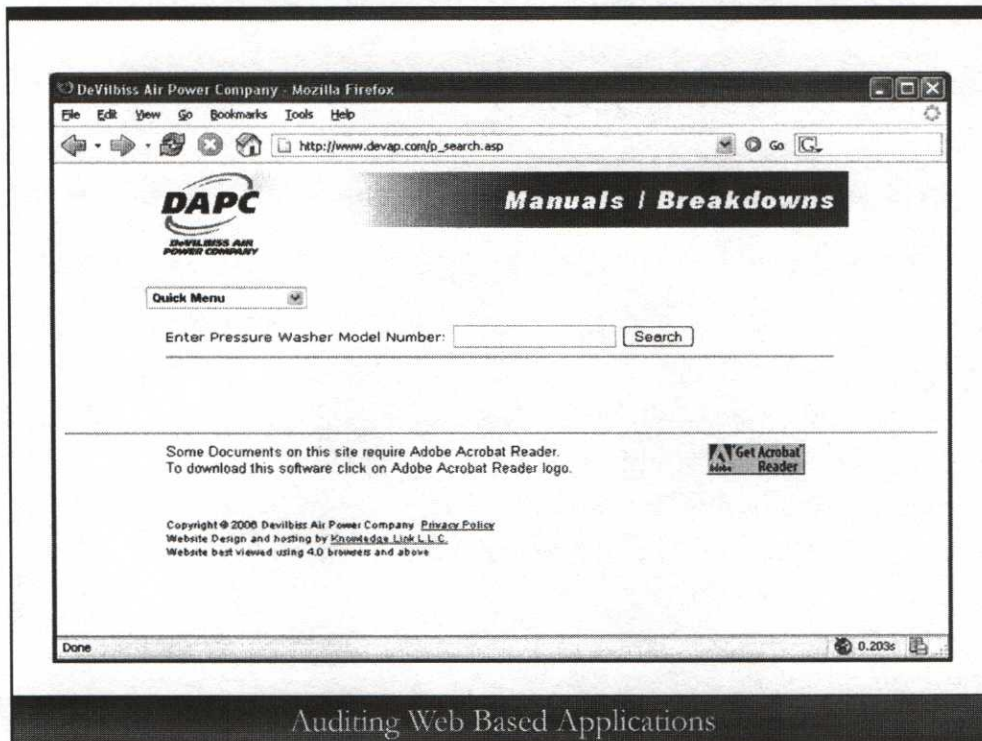 DeVilbiss Air Power Company - Mozilla Firefox
File Edit View Go Bookmarks Tools Help
http://www.devap.com/p_search.asp Go G
DAPC
DEVILBISS AIR
POWER COMPANY
Manuals / Breakdowns
Quick Menu
Enter Pressure Washer Model Number: Search
Some Documents on this site require Adobe Acrobat Reader.
To download this software click on Adobe Acrobat Reader logo.
Get Acrobat
Adobe Reader
Copyright © 2006 Devilbiss Air Power Company Privacy Policy
Website Design and hosting by Knowledge Link L.L.C.
Website best viewed using 4.0 browsers and above
Done 0.203s
Auditing Web Based Applications